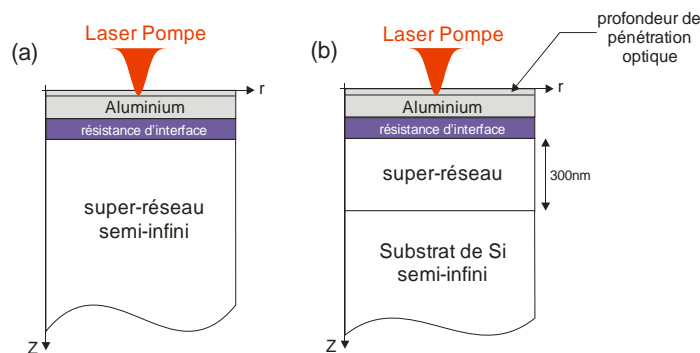 (a)
Laser Pompe
r
Aluminium
résistance d'interface
super-réseau
semi-infini
Z
(b)
Laser Pompe
profondeur de
pénétration
optique
r
Aluminium
résistance d'interface
super-réseau
300nm
Substrat de Si
semi-infini
Z